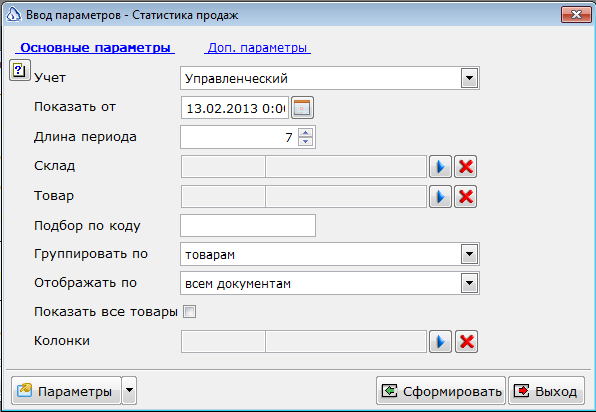 Ввод параметров - Статистика продаж
Основные параметры Доп. параметры
Учет Управленческий
Показать от 13.02.2013 0:0
Длина периода 7
Склад
Товар
Подбор по коду
Группировать по товарам
Отображать по всем документам
Показать все товары
Колонки
Параметры Сформировать Выход